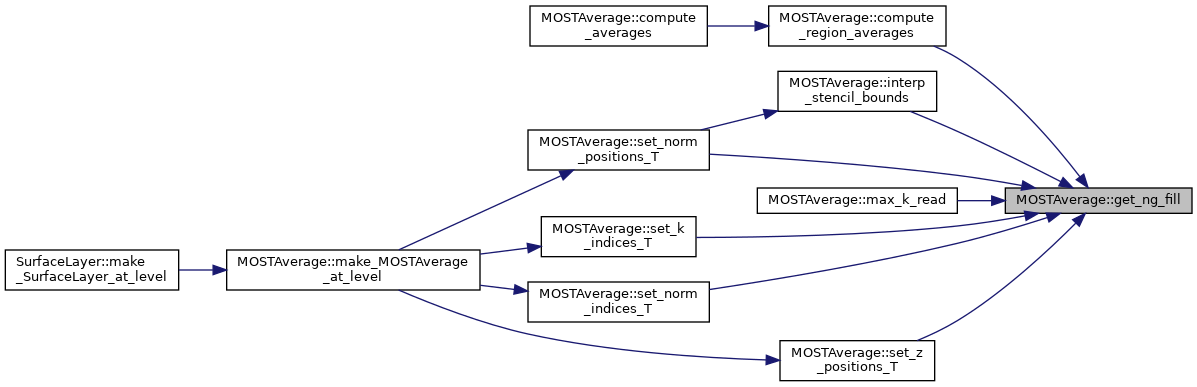 MOSTAverage::compute
_averages
MOSTAverage::compute
_region_averages
MOSTAverage::interp
_stencil_bounds
MOSTAverage::set_norm
_positions_T
MOSTAverage::max_k_read
MOSTAverage::get_ng_fill
MOSTAverage::set_k
_indices_T
SurfaceLayer::make
_SurfaceLayer_at_level
MOSTAverage::make_MOSTAverage
_at_level
MOSTAverage::set_norm
_indices_T
MOSTAverage::set_z
_positions_T